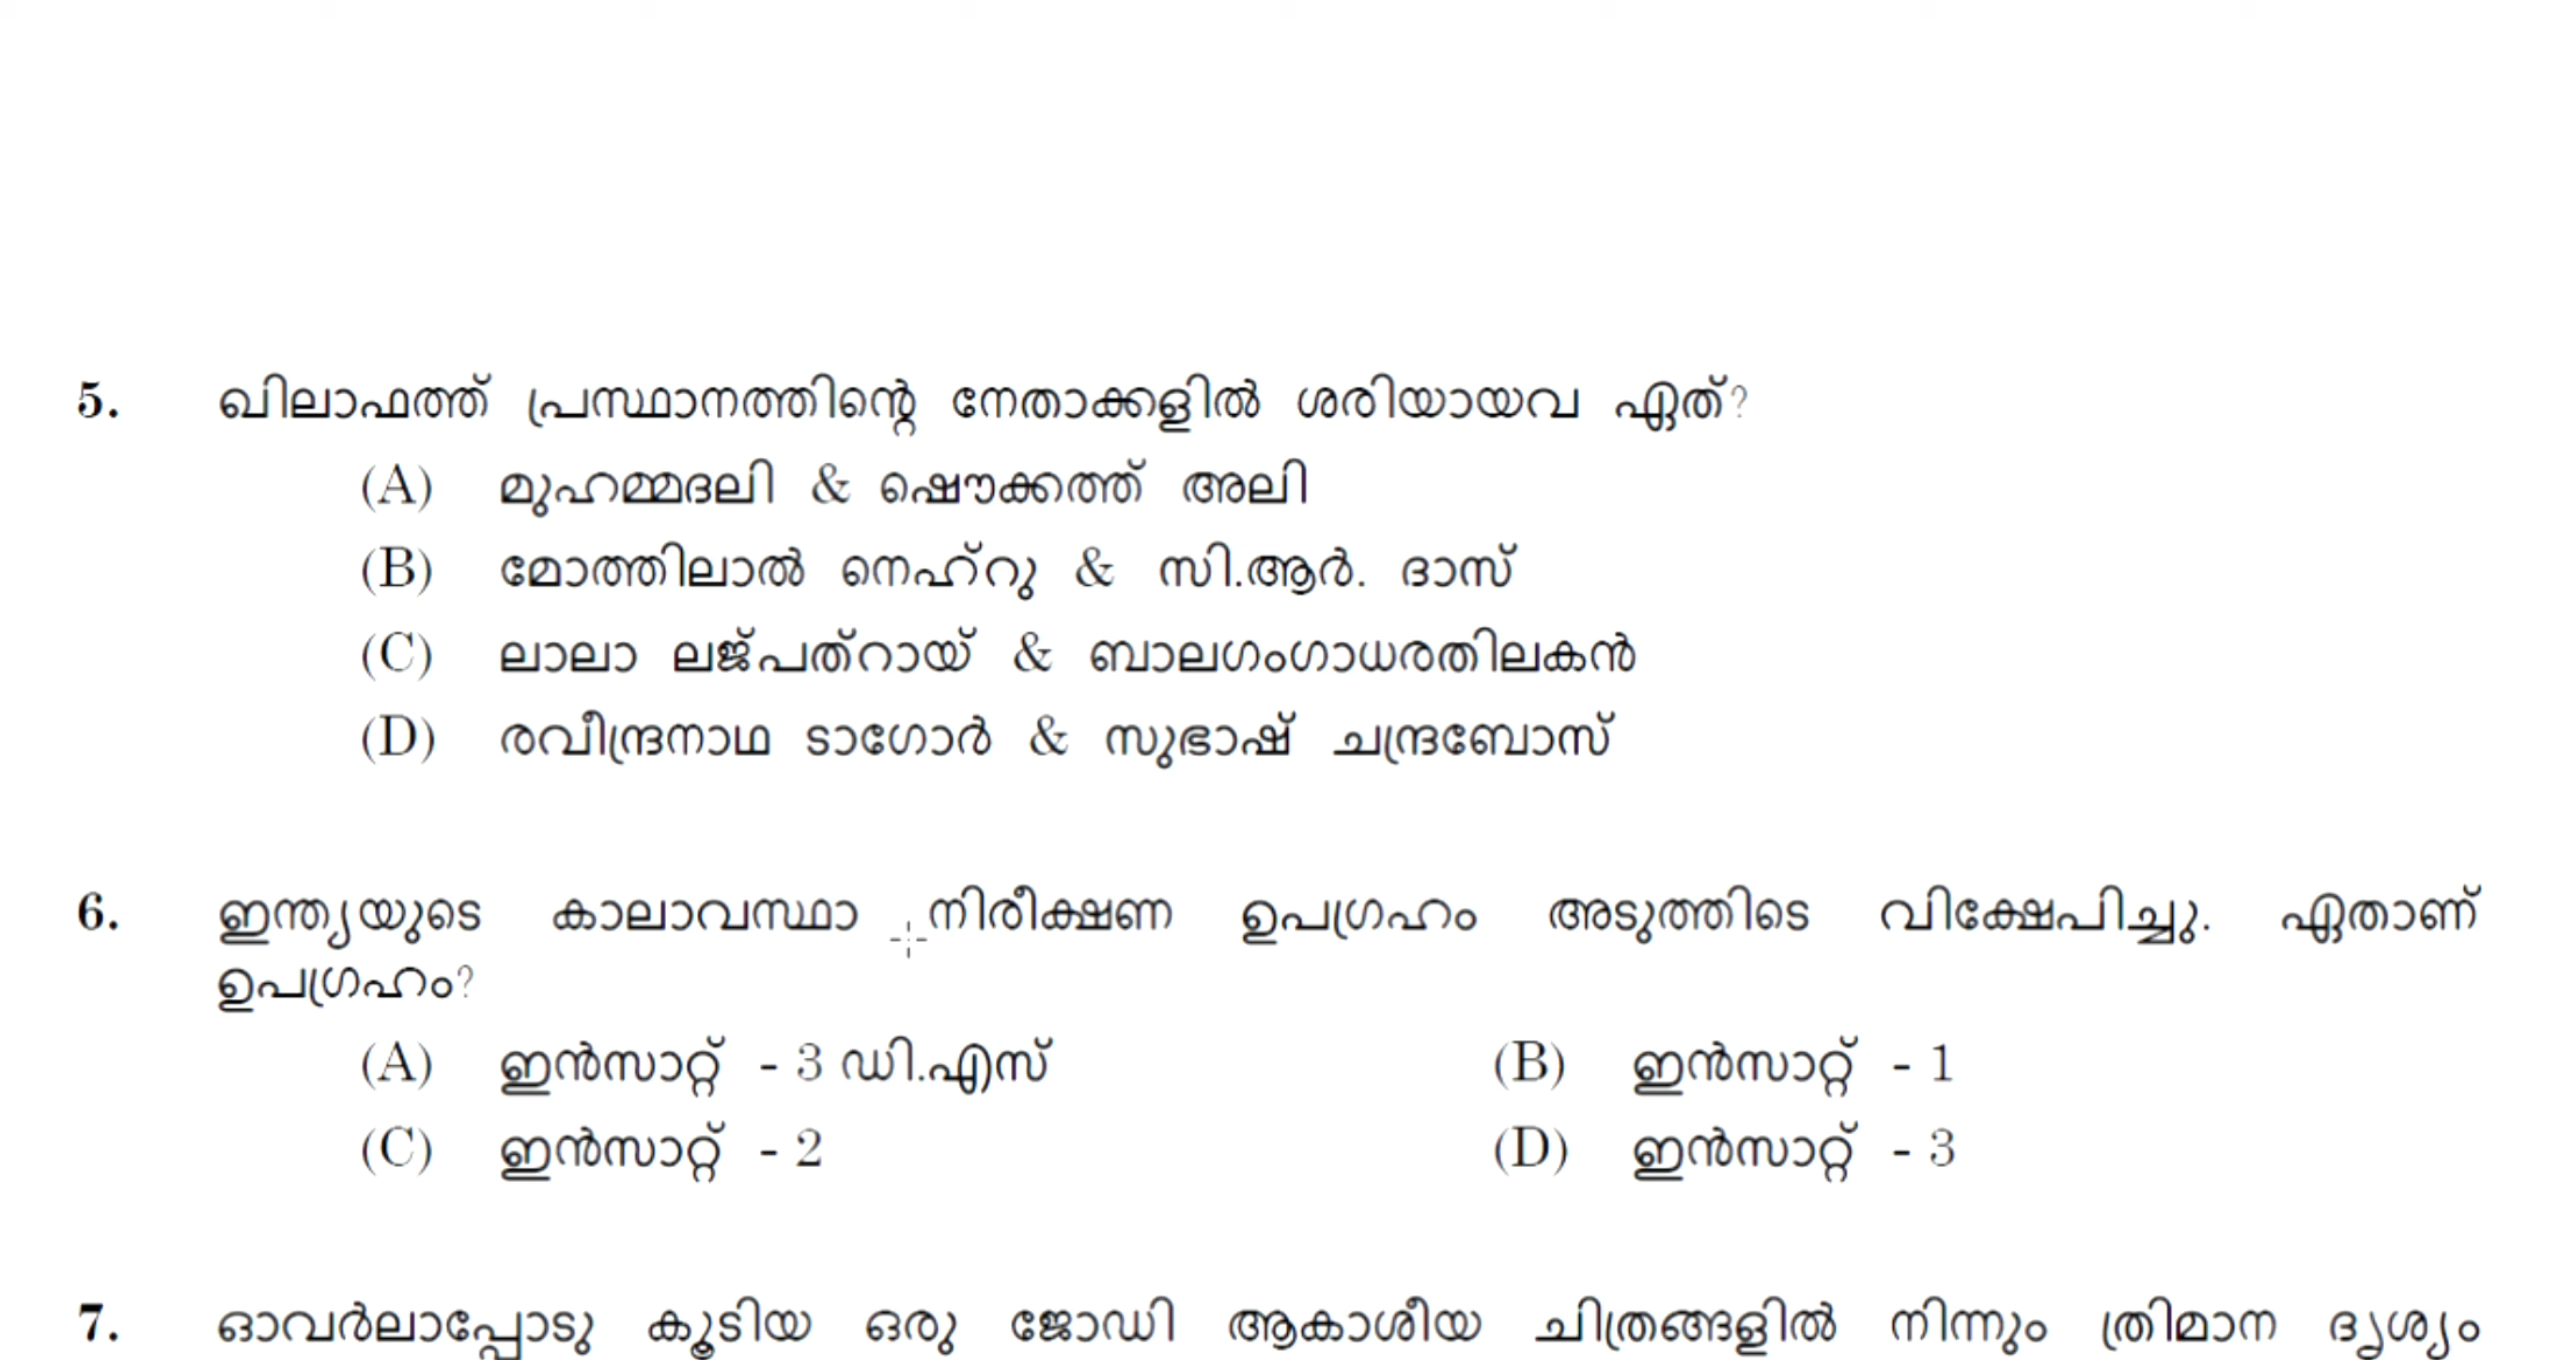 5. ഖിലാഫത്ത് പ്രസ്ഥാനത്തിന്റെ നേതാക്കളിൽ ശരിയായവ ഏത്?
(A) മുഹമ്മദലി & ഷൌക്കത്ത് അലി
(B) മോത്തിലാൽ നെഹ്റു & സി.ആർ. ദാസ്
(C) ലാലാ ലജ്പത്റായ് & ബാലഗംഗാധരതിലകൻ
(D) രവീന്ദ്രനാഥ ടാഗോർ & സുഭാഷ് ചന്ദ്രബോസ്
6. ഇന്ത്യയുടെ കാലാവസ്ഥാ നിരീക്ഷണ ഉപഗ്രഹം അടുത്തിടെ വിക്ഷേപിച്ചു. ഏതാണ്
ഉപഗ്രഹം?
(A) ഇൻസാറ്റ് - 3 ഡി.എസ് (B) ഇൻസാറ്റ് - 1
(C) ഇൻസാറ്റ് - 2 (D) ഇൻസാറ്റ് - 3
7. ഓവർലാപ്പോടു കൂടിയ ഒരു ജോഡി ആകാശീയ ചിത്രങ്ങളിൽ നിന്നും ത്രിമാന ദൃശ്യം